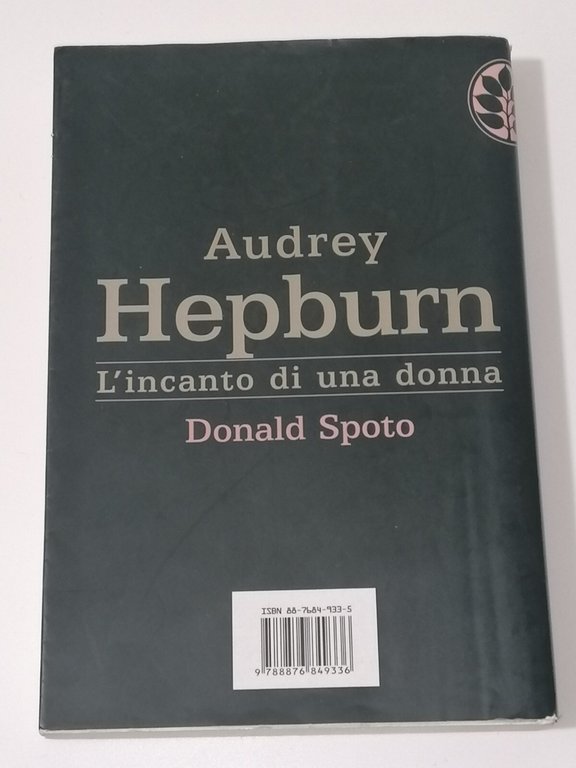 Audrey
Hepburn
L'incanto di una donna
Donald Spoto
ISBN 88-7684-933-5
9 788876 849336